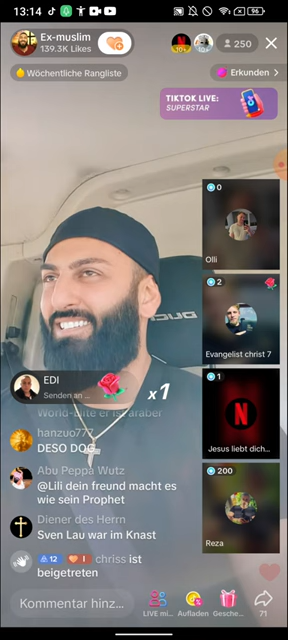 13:14
96
Ex-muslim
139.3K Likes
250
10+
Wöchentliche Rangliste
Erkunden >
TIKTOK LIVE:
SUPERSTAR
0
Olli
2
Evangelist christ 7
1
Jesus liebt dich...
200
Reza
EDI
Senden an ...
x1
World-Elite er ist araber
hanzuo777
DESO DOG
Abu Peppa Wutz
@Lili dein freund macht es
wie sein Prophet
Diener des Herrn
Sven Lau war im Knast
12 1 chriss ist
beigetreten
Kommentar hinz...
LIVE mi...
Aufladen
Gesche...
71